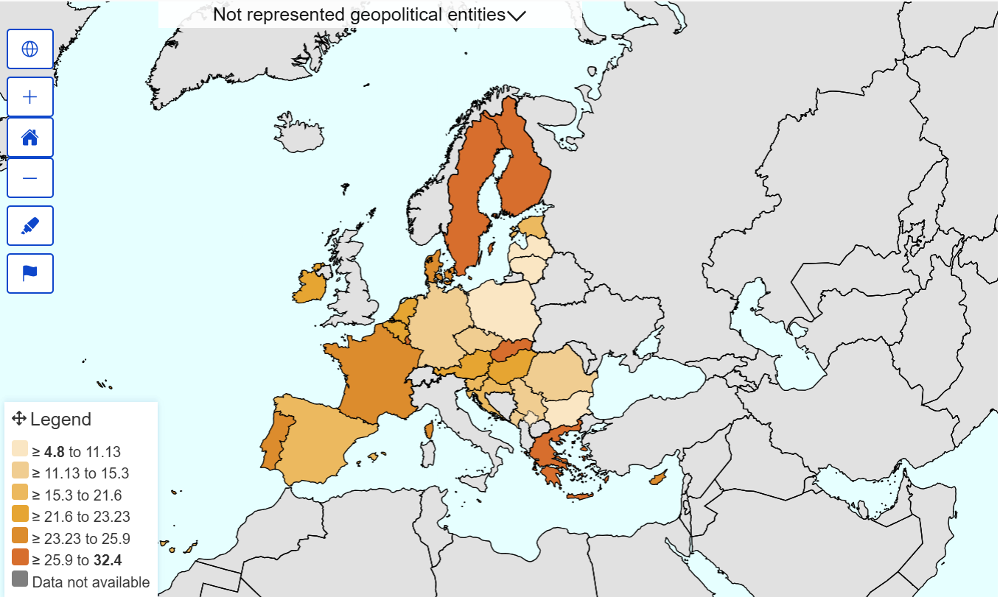 Not represented geopolitical entities
Legend
≥ 4.8 to 11.13
≥ 11.13 to 15.3
≥ 15.3 to 21.6
≥ 21.6 to 23.23
≥ 23.23 to 25.9
≥ 25.9 to 32.4
Data not available